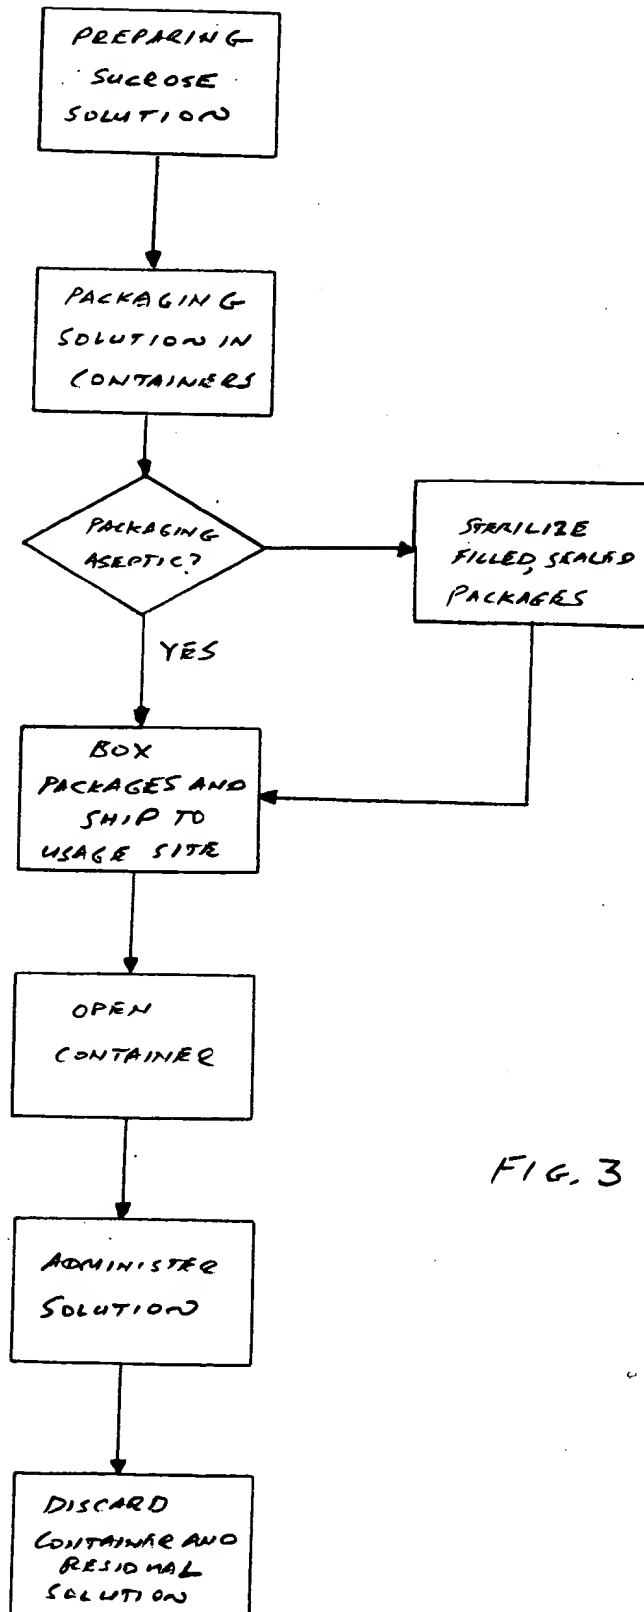 PREPARING
SUCROSE
SOLUTION
PACKAGING
SOLUTION IN
CONTAINERS
PACKAGING
ASEPTIC?
STERILIZE
FILLED, SEALED
PACKAGES
YES
BOX
PACKAGES AND
SHIP TO
USAGE SITE
OPEN
CONTAINER
FIG. 3
ADMINISTER
SOLUTION
DISCARD
CONTAINER AND
RESIDUAL
SOLUTION